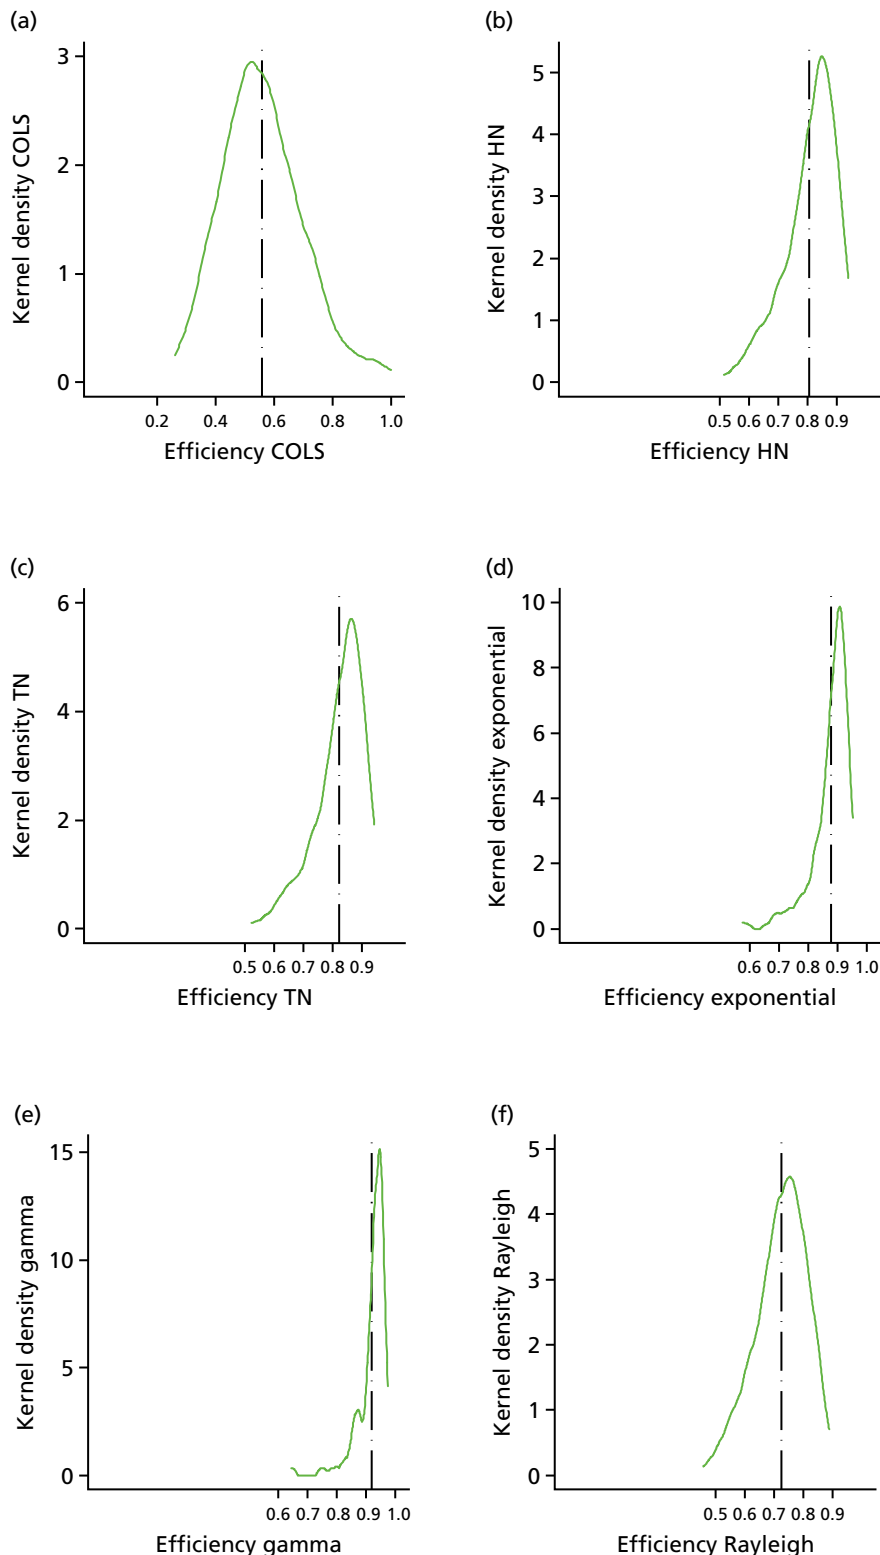 (a)
Kernel density COLS
3
2
1
0
0.2 0.4 0.6 0.8 1.0
Efficiency COLS
(b)
Kernel density HN
5
4
3
2
1
0
0.5 0.6 0.7 0.8 0.9
Efficiency HN
(c)
Kernel density TN
6
4
2
0
0.5 0.6 0.7 0.8 0.9
Efficiency TN
(d)
Kernel density exponential
10
8
6
4
2
0
0.6 0.7 0.8 0.9 1.0
Efficiency exponential
(e)
Kernel density gamma
15
10
5
0
0.6 0.7 0.8 0.9 1.0
Efficiency gamma
(f)
Kernel density Rayleigh
5
4
3
2
1
0
0.5 0.6 0.7 0.8 0.9
Efficiency Rayleigh